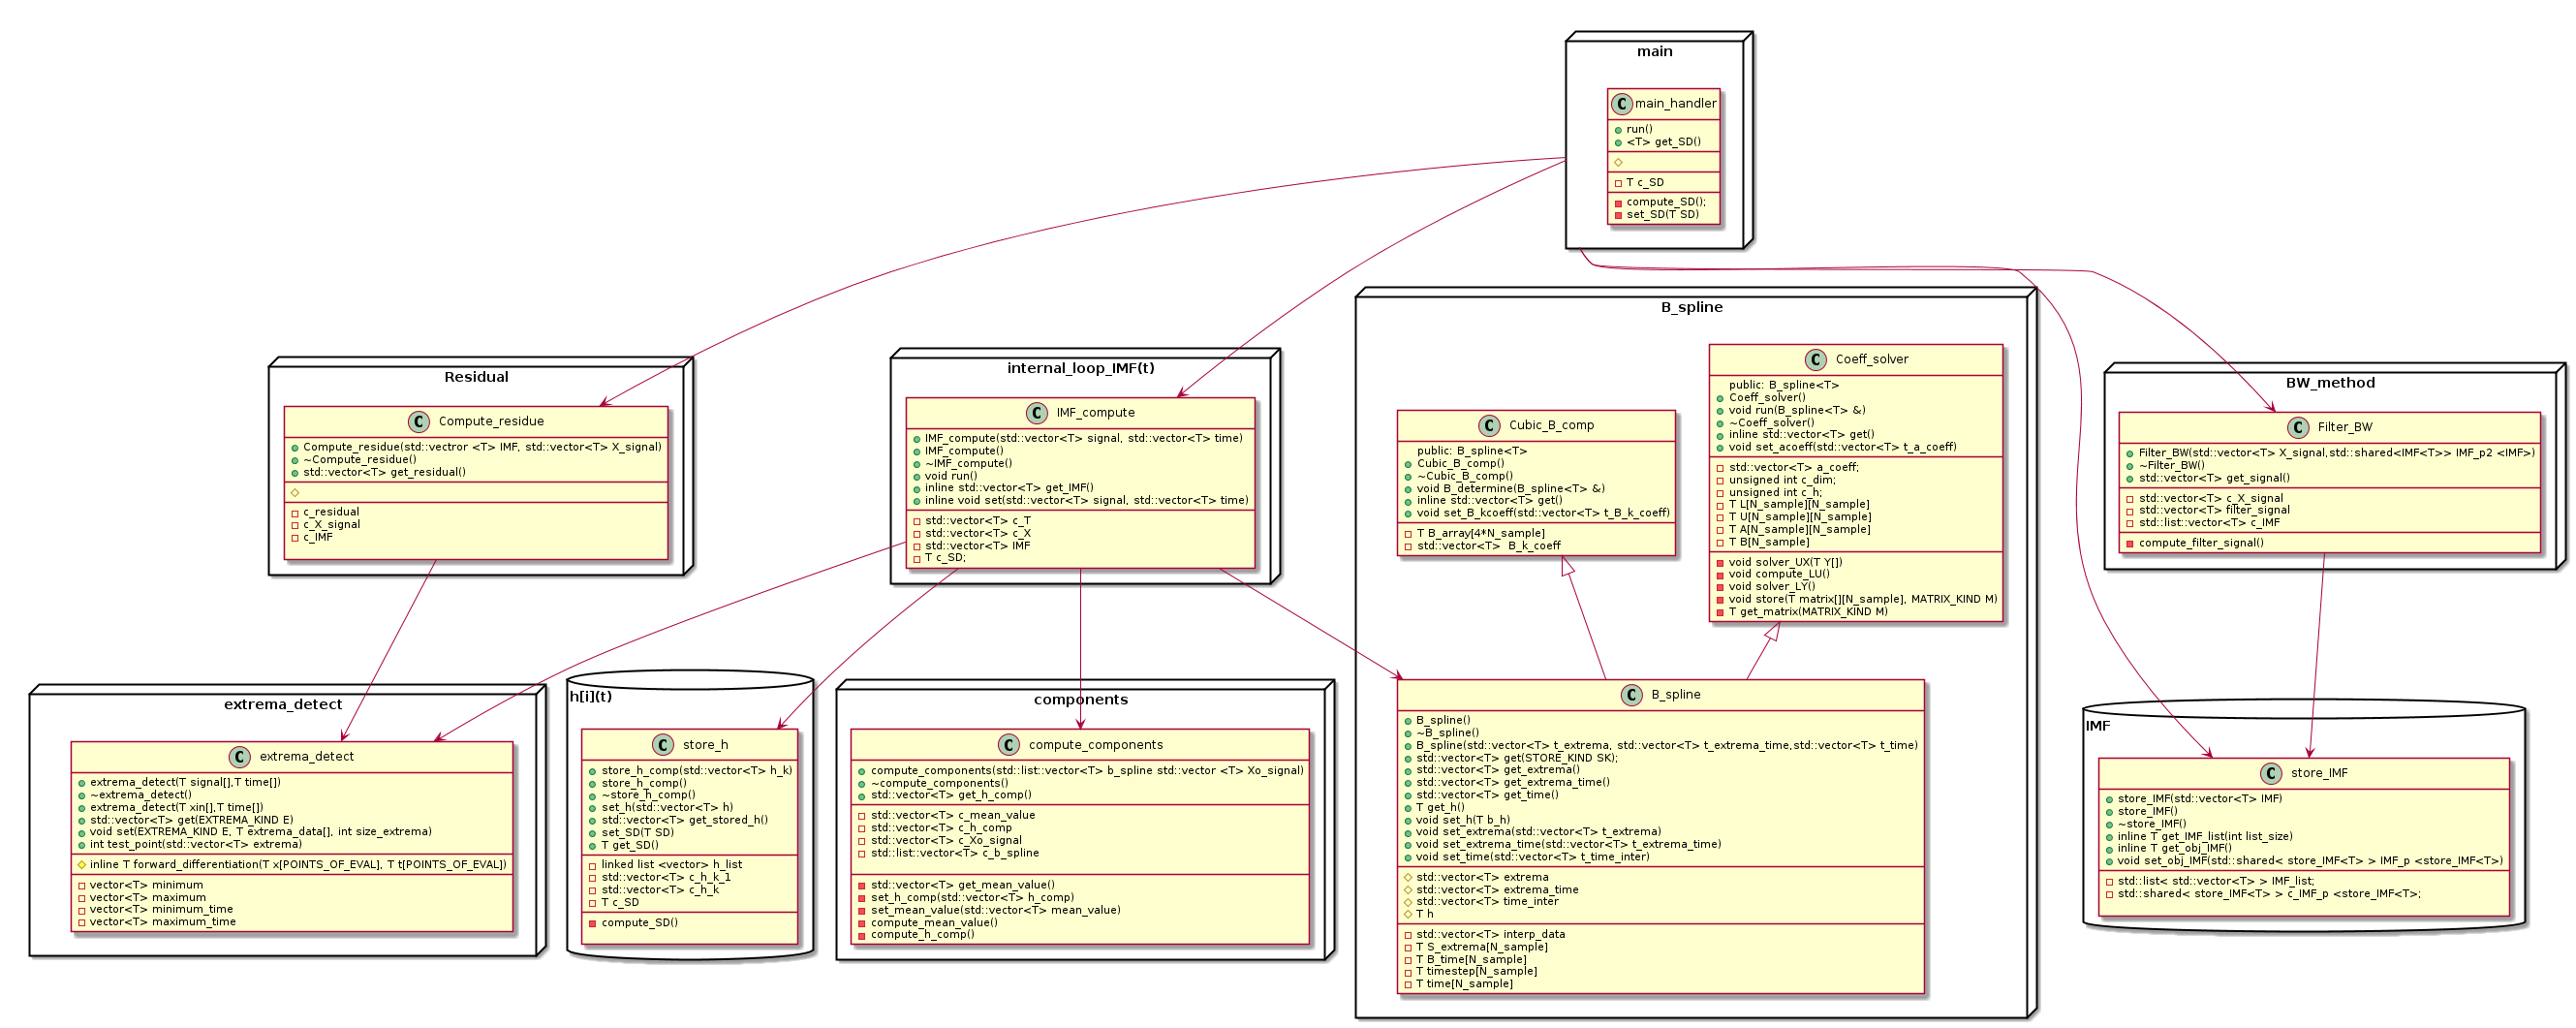 main
C main_handler
run()
<T> get_SD()
T c_SD
compute_SD();
set_SD(T SD)
Residual
C Compute_residue
Compute_residue(std::vectror <T> IMF, std::vector<T> X_signal)
~Compute_residue()
std::vector<T> get_residual()
c_residual
c_X_signal
c_IMF
internal_loop_IMF(t)
C IMF_compute
IMF_compute(std::vector<T> signal, std::vector<T> time)
IMF_compute()
~IMF_compute()
void run()
inline std::vector<T> get_IMF()
inline void set(std::vector<T> signal, std::vector<T> time)
std::vector<T> c_T
std::vector<T> c_X
std::vector<T> IMF
T c_SD;
B_spline
C Cubic_B_comp
public: B_spline<T>
Cubic_B_comp()
~Cubic_B_comp()
void B_determine(B_spline<T> &)
inline std::vector<T> get()
void set_B_kcoeff(std::vector<T> t_B_k_coeff)
T B_array[4*N_sample]
std::vector<T>  B_k_coeff
C Coeff_solver
public: B_spline<T>
Coeff_solver()
void run(B_spline<T> &)
~Coeff_solver()
inline std::vector<T> get()
void set_acoeff(std::vector<T> t_a_coeff)
std::vector<T> a_coeff;
unsigned int c_dim;
unsigned int c_h;
T L[N_sample][N_sample]
T U[N_sample][N_sample]
T A[N_sample][N_sample]
T B[N_sample]
void solver_UX(T Y[])
void compute_LU()
void solver_LY()
void store(T matrix[][N_sample], MATRIX_KIND M)
T get_matrix(MATRIX_KIND M)
C B_spline
B_spline()
~B_spline()
B_spline(std::vector<T> t_extrema, std::vector<T> t_extrema_time,std::vector<T> t_time)
std::vector<T> get(STORE_KIND SK);
std::vector<T> get_extrema()
std::vector<T> get_extrema_time()
std::vector<T> get_time()
T get_h()
void set_h(T b_h)
void set_extrema(std::vector<T> t_extrema)
void set_extrema_time(std::vector<T> t_extrema_time)
void set_time(std::vector<T> t_time_inter)
std::vector<T> extrema
std::vector<T> extrema_time
std::vector<T> time_inter
T h
std::vector<T> interp_data
T S_extrema[N_sample]
T B_time[N_sample]
T timestep[N_sample]
T time[N_sample]
BW_method
C Filter_BW
Filter_BW(std::vector<T> X_signal,std::shared<IMF<T>> IMF_p2 <IMF>)
~Filter_BW()
std::vector<T> get_signal()
std::vector<T> c_X_signal
std::vector<T> filter_signal
std::list::vector<T> c_IMF
compute_filter_signal()
extrema_detect
C extrema_detect
extrema_detect(T signal[],T time[])
~extrema_detect()
extrema_detect(T xin[],T time[])
std::vector<T> get(EXTREMA_KIND E)
void set(EXTREMA_KIND E, T extrema_data[], int size_extrema)
int test_point(std::vector<T> extrema)
inline T forward_differentiation(T x[POINTS_OF_EVAL], T t[POINTS_OF_EVAL])
vector<T> minimum
vector<T> maximum
vector<T> minimum_time
vector<T> maximum_time
h[i](t)
C store_h
store_h_comp(std::vector<T> h_k)
store_h_comp()
~store_h_comp()
set_h(std::vector<T> h)
std::vector<T> get_stored_h()
set_SD(T SD)
T get_SD()
linked list <vector> h_list
std::vector<T> c_h_k_1
std::vector<T> c_h_k
T c_SD
compute_SD()
components
C compute_components
compute_components(std::list::vector<T> b_spline std::vector <T> Xo_signal)
~compute_components()
std::vector<T> get_h_comp()
std::vector<T> c_mean_value
std::vector<T> c_h_comp
std::vector<T> c_Xo_signal
std::list::vector<T> c_b_spline
std::vector<T> get_mean_value()
set_h_comp(std::vector<T> h_comp)
set_mean_value(std::vector<T> mean_value)
compute_mean_value()
compute_h_comp()
IMF
C store_IMF
store_IMF(std::vector<T> IMF)
store_IMF()
~store_IMF()
inline T get_IMF_list(int list_size)
inline T get_obj_IMF()
void set_obj_IMF(std::shared< store_IMF<T> > IMF_p <store_IMF<T>)
std::list< std::vector<T> > IMF_list;
std::shared< store_IMF<T> > c_IMF_p <store_IMF<T>;